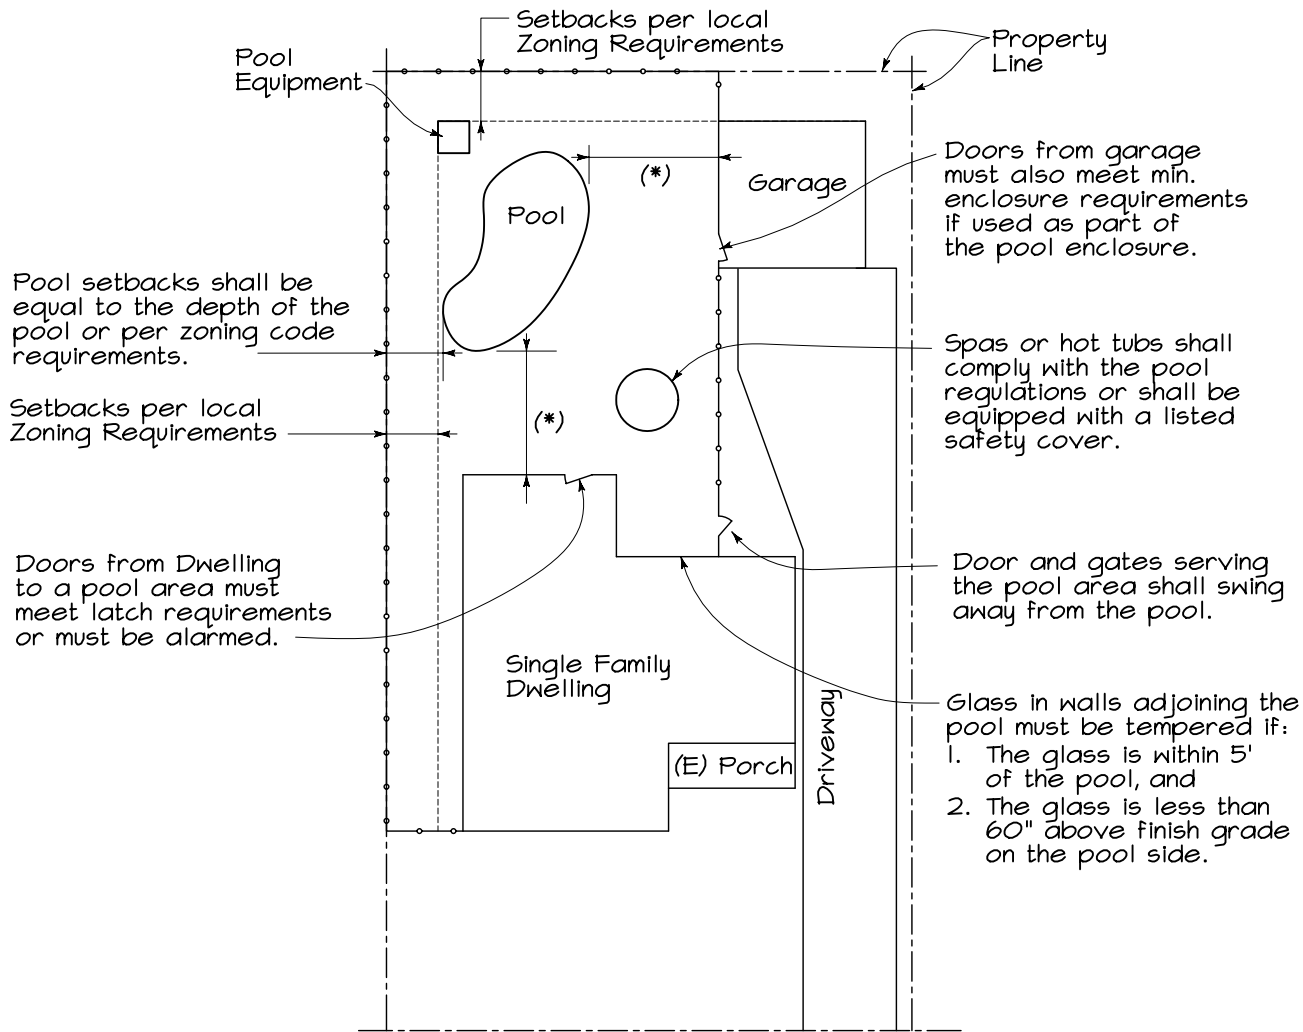 Setbacks per local
Zoning Requirements
Property
Line
Pool
Equipment
Doors from garage
must also meet min.
enclosure requirements
if used as part of
the pool enclosure.
(*)
Garage
Pool
Pool setbacks shall be
equal to the depth of the
pool or per zoning code
requirements.
Spas or hot tubs shall
comply with the pool
regulations or shall be
equipped with a listed
safety cover.
Setbacks per local
Zoning Requirements
(*)
Doors from Dwelling
to a pool area must
meet latch requirements
or must be alarmed.
Door and gates serving
the pool area shall swing
away from the pool.
Single Family
Dwelling
(E) Porch
Driveway
Glass in walls adjoining the
pool must be tempered if:
1. The glass is within 5'
of the pool, and
2. The glass is less than
60" above finish grade
on the pool side.